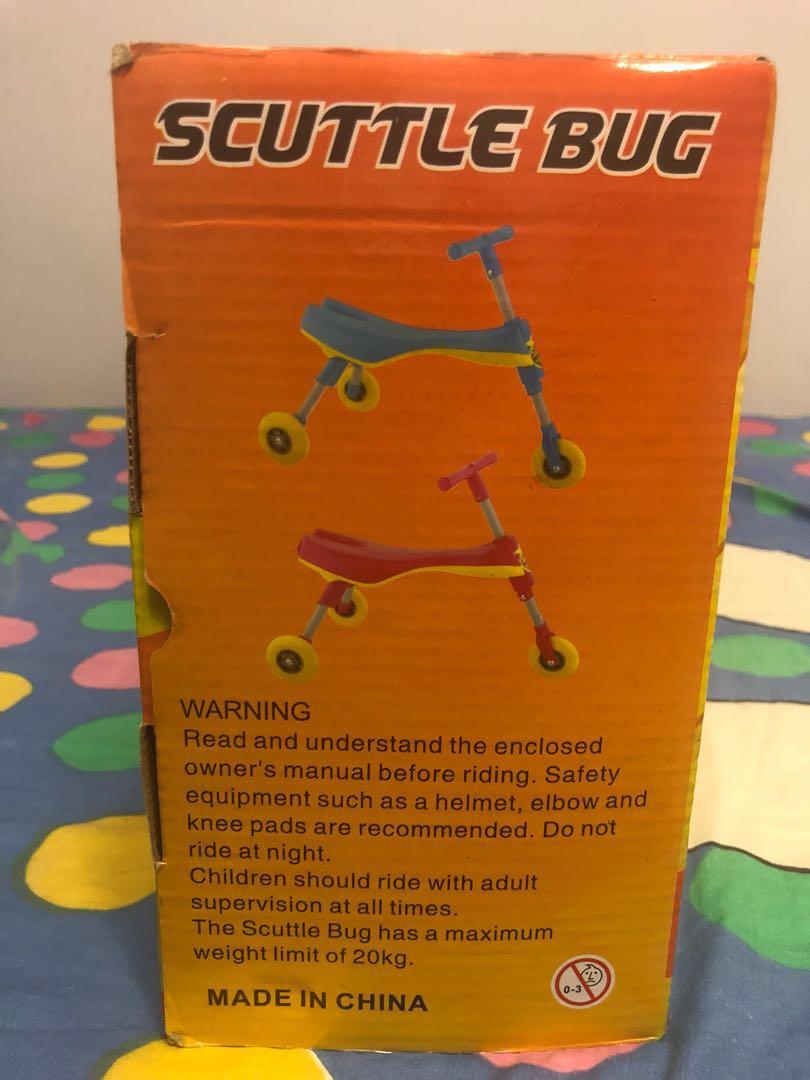 SCUTTLE BUG
WARNING
Read and understand the enclosed
owner's manual before riding. Safety
equipment such as a helmet, elbow and
knee pads are recommended. Do not
ride at night.
Children should ride with adult
supervision at all times.
The Scuttle Bug has a maximum
weight limit of 20kg.
0-3
MADE IN CHINA